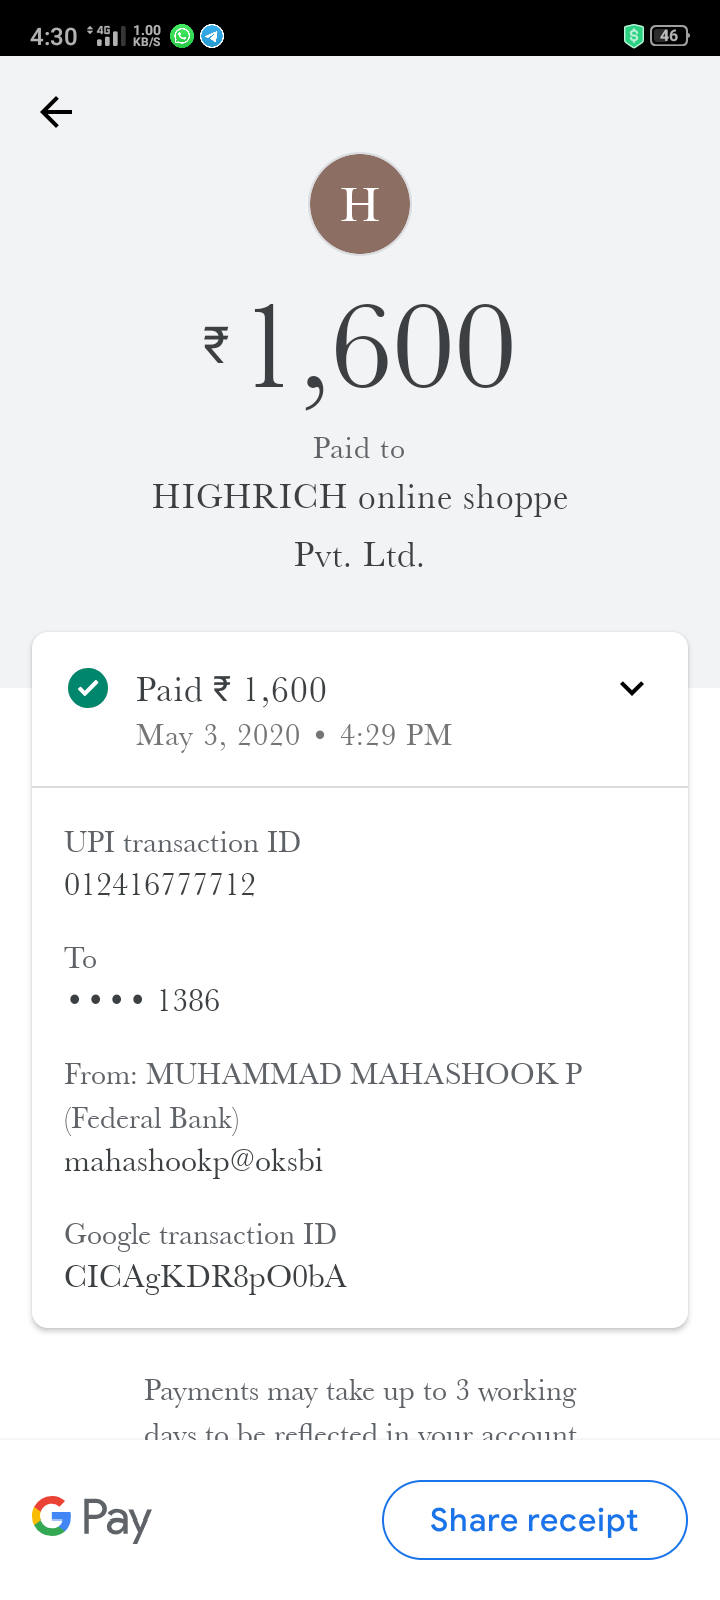 4:30 4G 1.00 KB/S 46
H
₹1,600
Paid to
HIGHRICH online shoppe
Pvt. Ltd.
Paid ₹ 1,600
May 3, 2020 • 4:29 PM
UPI transaction ID
012416777712
To
•••• 1386
From: MUHAMMAD MAHASHOOK P
(Federal Bank)
mahashookp@oksbi
Google transaction ID
CICAgKDR8pO0bA
Payments may take up to 3 working
days to be reflected in your account
G Pay
Share receipt